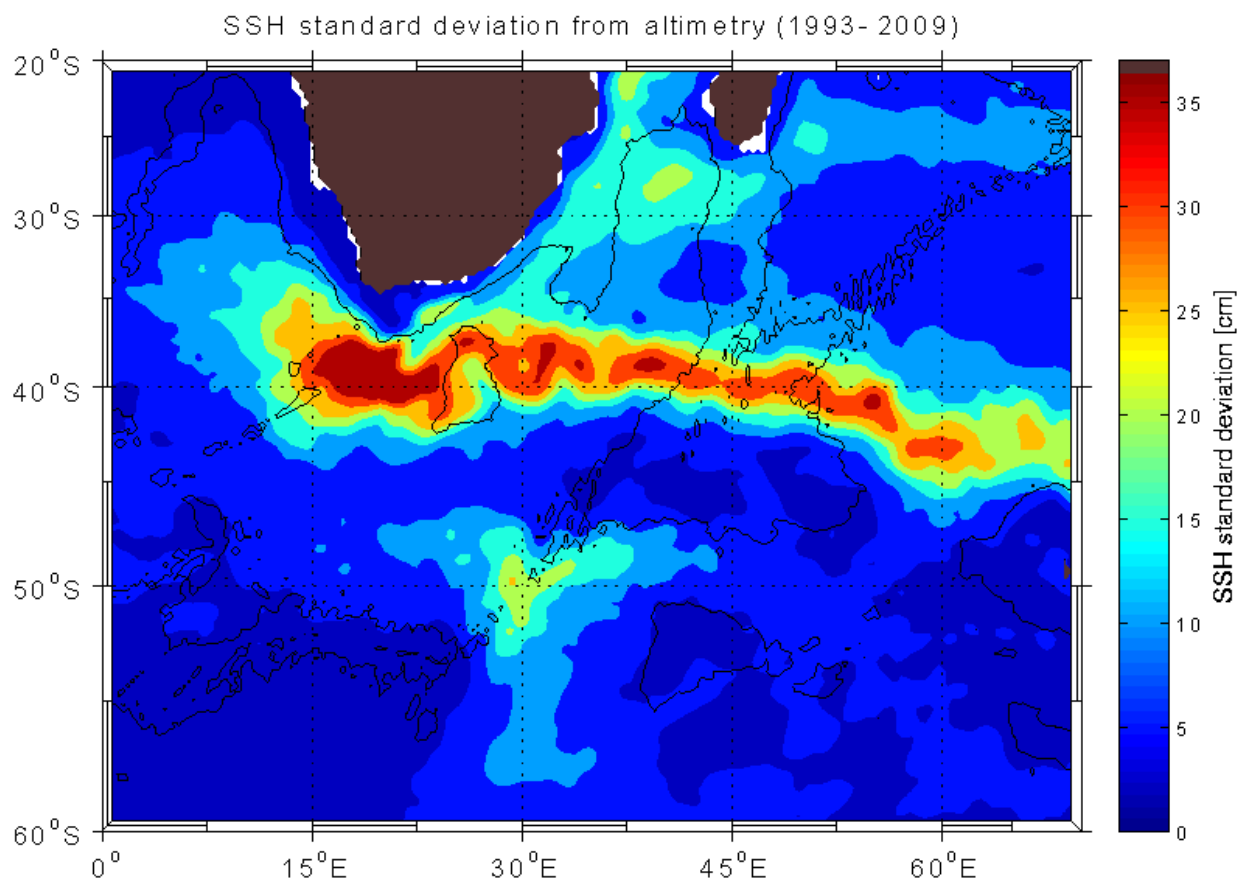 SSH standard deviation from altimetry (1993-2009)
20°S
30°S
40°S
50°S
60°S
0°
15°E
30°E
45°E
60°E
35
30
25
20
15
10
5
0
SSH standard deviation [cm]